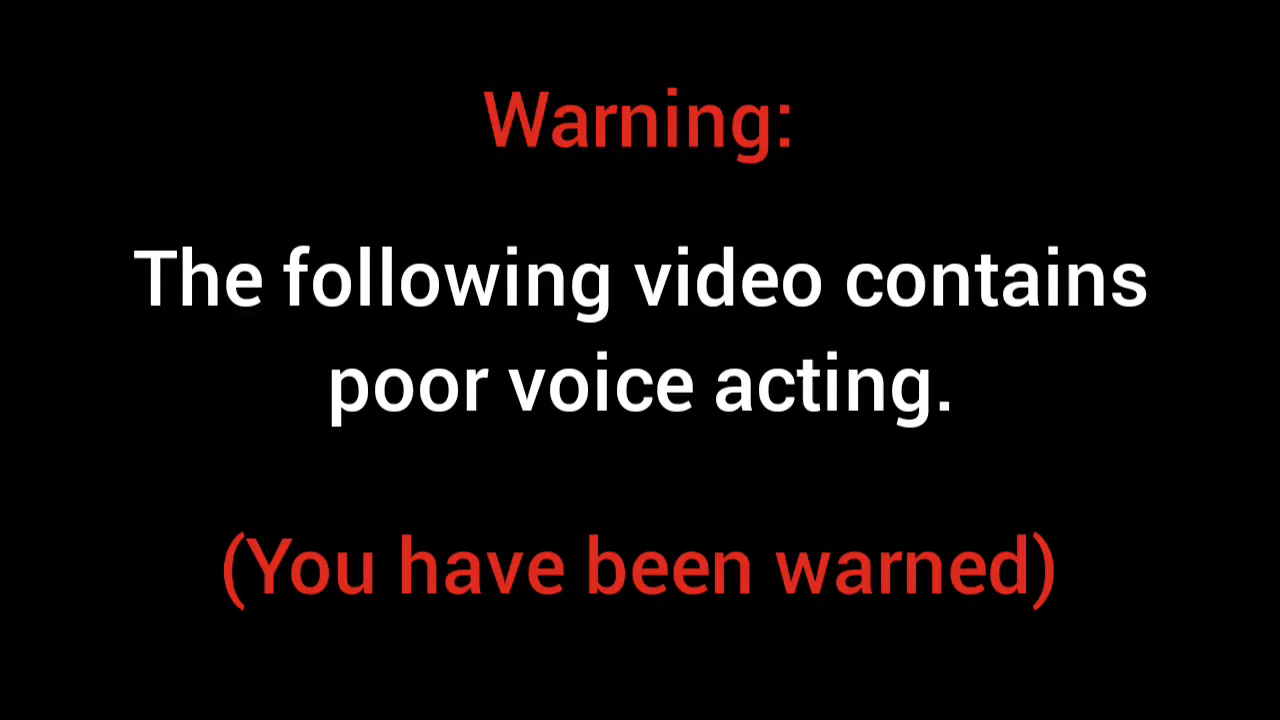 Warning:
The following video contains
poor voice acting.
(You have been warned)